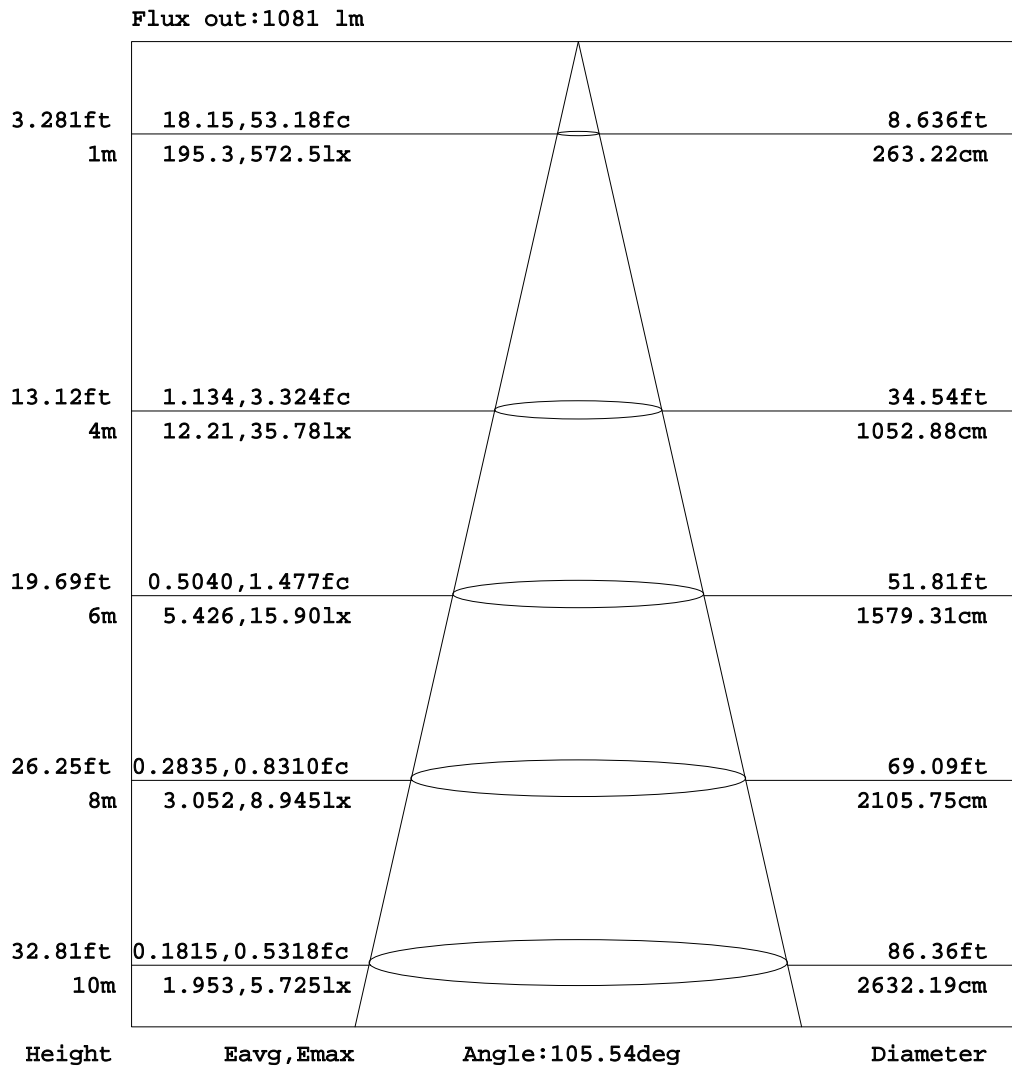 Flux out:1081 lm
3.281ft 18.15,53.18fc 8.636ft
1m 195.3,572.5lx 263.22cm
13.12ft 1.134,3.324fc 34.54ft
4m 12.21,35.78lx 1052.88cm
19.69ft 0.5040,1.477fc 51.81ft
6m 5.426,15.90lx 1579.31cm
26.25ft 0.2835,0.8310fc 69.09ft
8m 3.052,8.945lx 2105.75cm
32.81ft 0.1815,0.5318fc 86.36ft
10m 1.953,5.725lx 2632.19cm
Height Eavg,Emax Angle:105.54deg Diameter